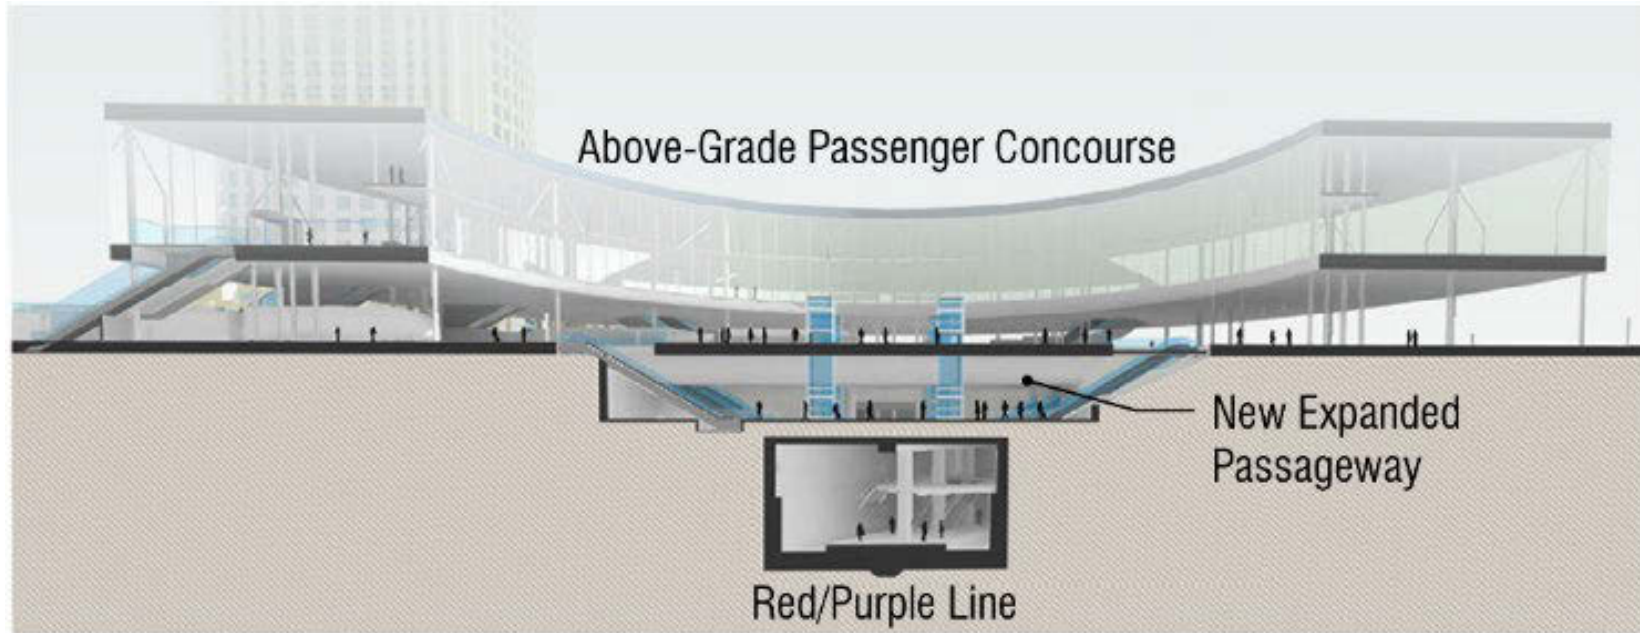 Above-Grade Passenger Concourse
New Expanded
Passageway
Red/Purple Line